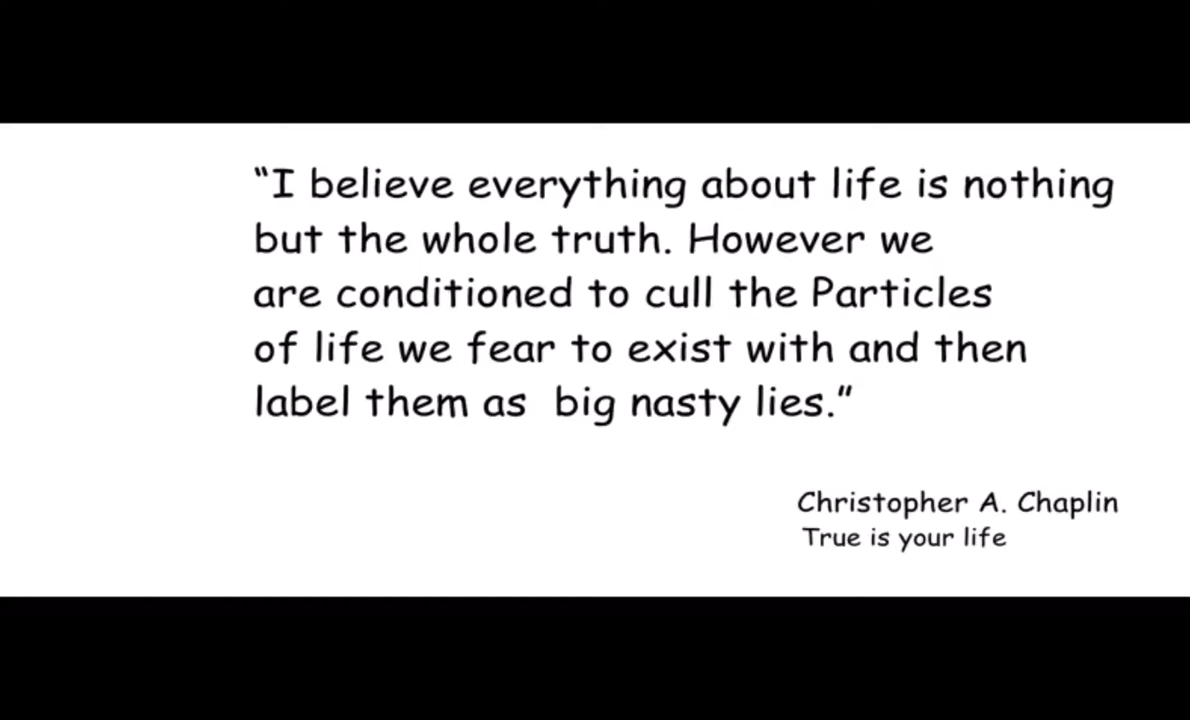 “I believe everything about life is nothing
but the whole truth. However we
are conditioned to cull the Particles
of life we fear to exist with and then
label them as  big nasty lies.”
Christopher A. Chaplin
True is your life